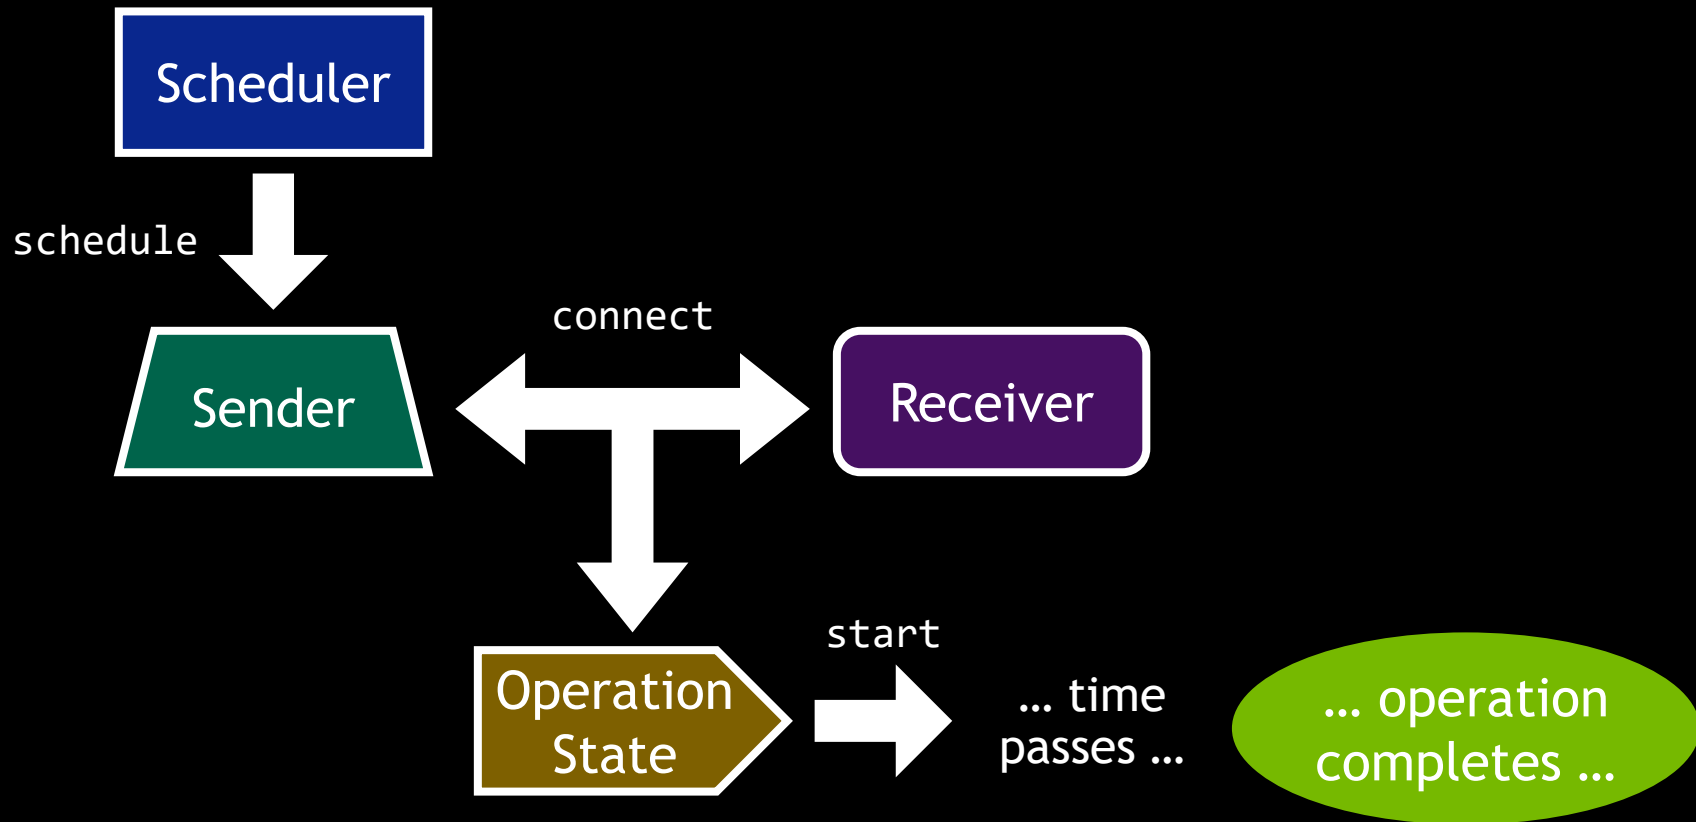 Scheduler
schedule
connect
Sender
Receiver
start
Operation
State
… time
passes …
… operation
completes …